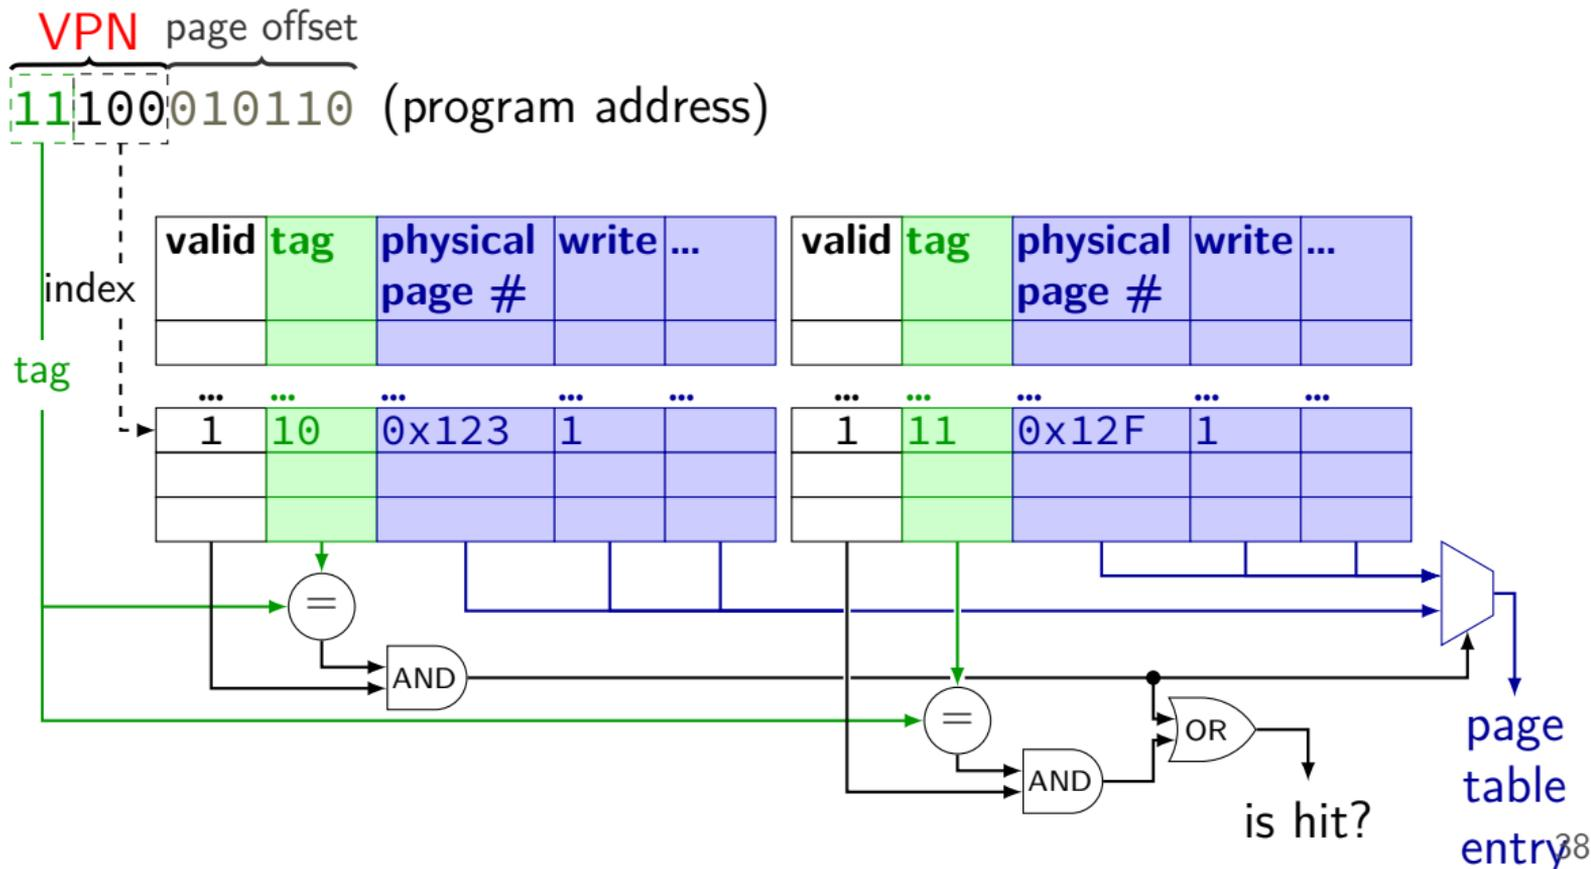 VPN page offset
11100010110 (program address)
index
tag
valid tag physical page # write ... valid tag physical page # write ...
... ... ... ... ... ... ... ... ... ...
1 10 0x123 1 1 11 0x12F 1
=
AND
=
AND
OR
is hit?
page
table
entry
38